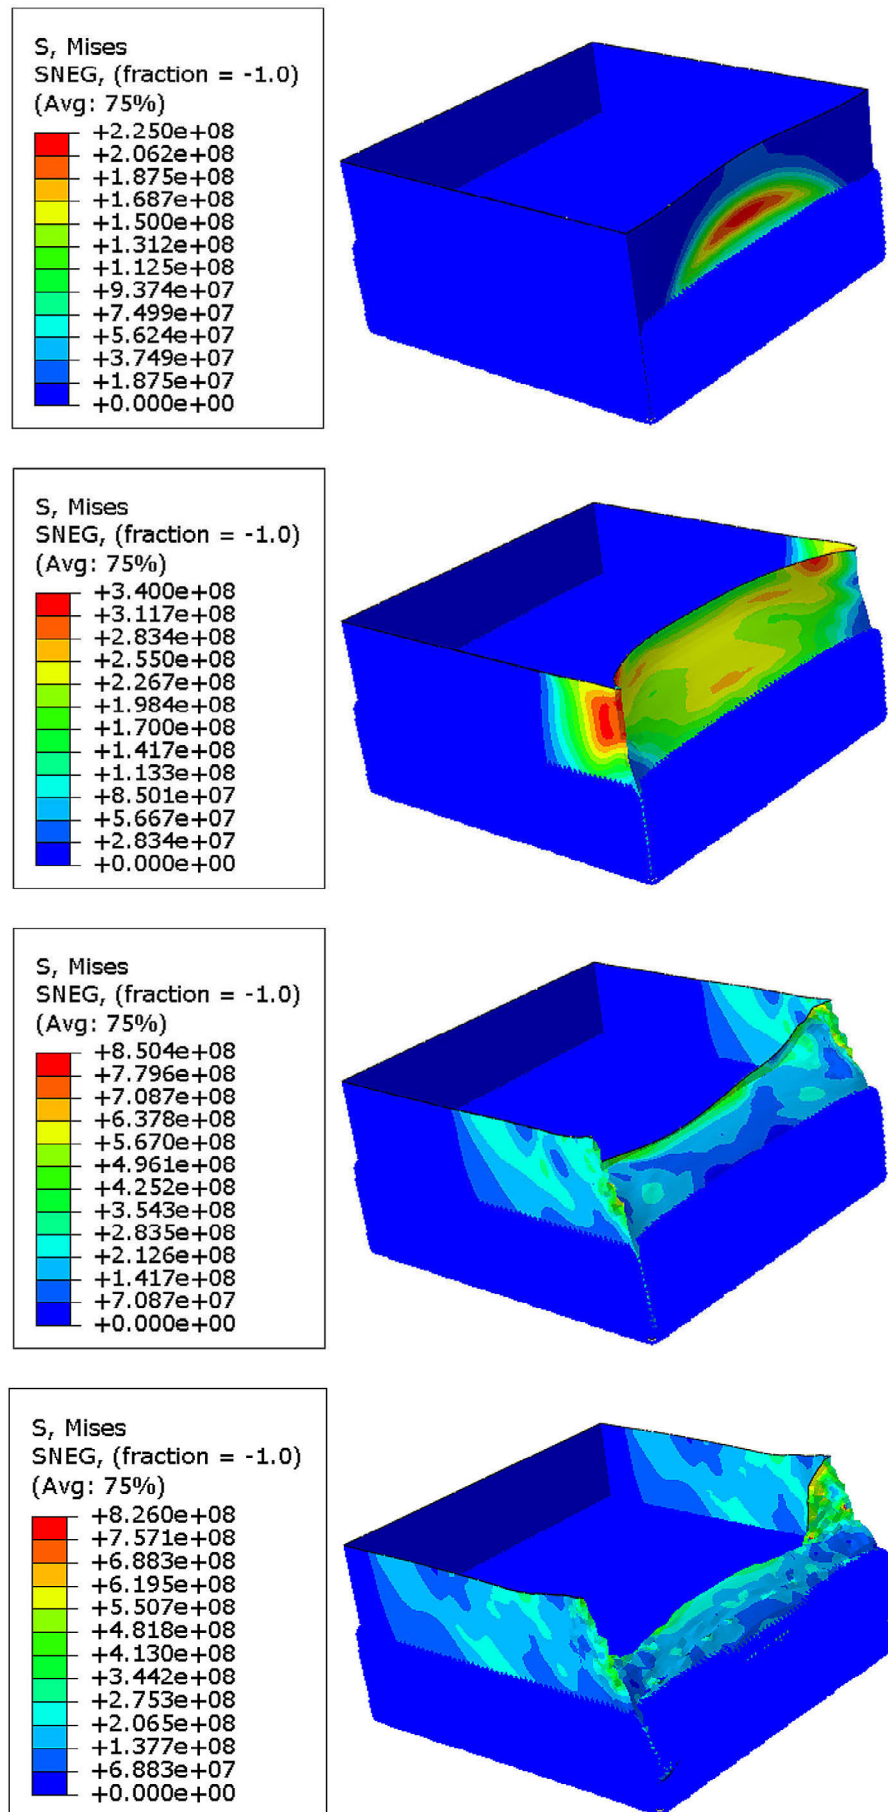 S, Mises
SNEG, (fraction = -1.0)
(Avg: 75%)
+2.250e+08
+2.062e+08
+1.875e+08
+1.687e+08
+1.500e+08
+1.312e+08
+1.125e+08
+9.374e+07
+7.499e+07
+5.624e+07
+3.749e+07
+1.875e+07
+0.000e+00
S, Mises
SNEG, (fraction = -1.0)
(Avg: 75%)
+3.400e+08
+3.117e+08
+2.834e+08
+2.550e+08
+2.267e+08
+1.984e+08
+1.700e+08
+1.417e+08
+1.133e+08
+8.501e+07
+5.667e+07
+2.834e+07
+0.000e+00
S, Mises
SNEG, (fraction = -1.0)
(Avg: 75%)
+8.504e+08
+7.796e+08
+7.087e+08
+6.378e+08
+5.670e+08
+4.961e+08
+4.252e+08
+3.543e+08
+2.835e+08
+2.126e+08
+1.417e+08
+7.087e+07
+0.000e+00
S, Mises
SNEG, (fraction = -1.0)
(Avg: 75%)
+8.260e+08
+7.571e+08
+6.883e+08
+6.195e+08
+5.507e+08
+4.818e+08
+4.130e+08
+3.442e+08
+2.753e+08
+2.065e+08
+1.377e+08
+6.883e+07
+0.000e+00